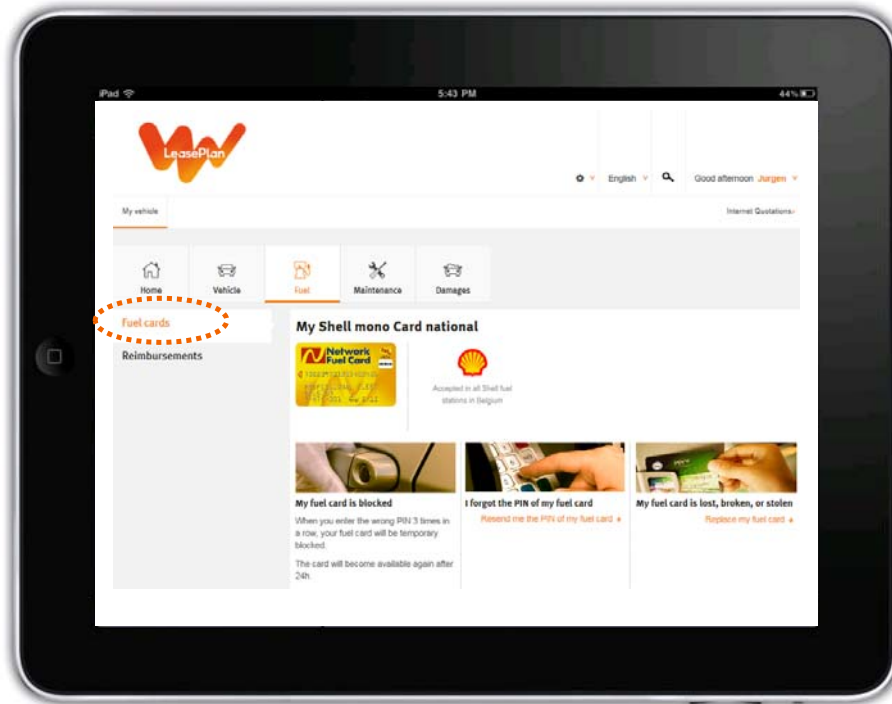 iPad
5:43 PM
44%
LeasePlan
English
Good afternoon Jurgen
My vehicle
Internet Quotations
Home
Vehicle
Fuel
Maintenance
Damages
Fuel cards
Reimbursements
My Shell mono Card national
Network
Fuel Card
Accepted in all Shell fuel
stations in Belgium
My fuel card is blocked
When you enter the wrong PIN 3 times in
a row, your fuel card will be temporary
blocked.
The card will become available again after
24h.
I forgot the PIN of my fuel card
Resend me the PIN of my fuel card
My fuel card is lost, broken, or stolen
Replace my fuel card